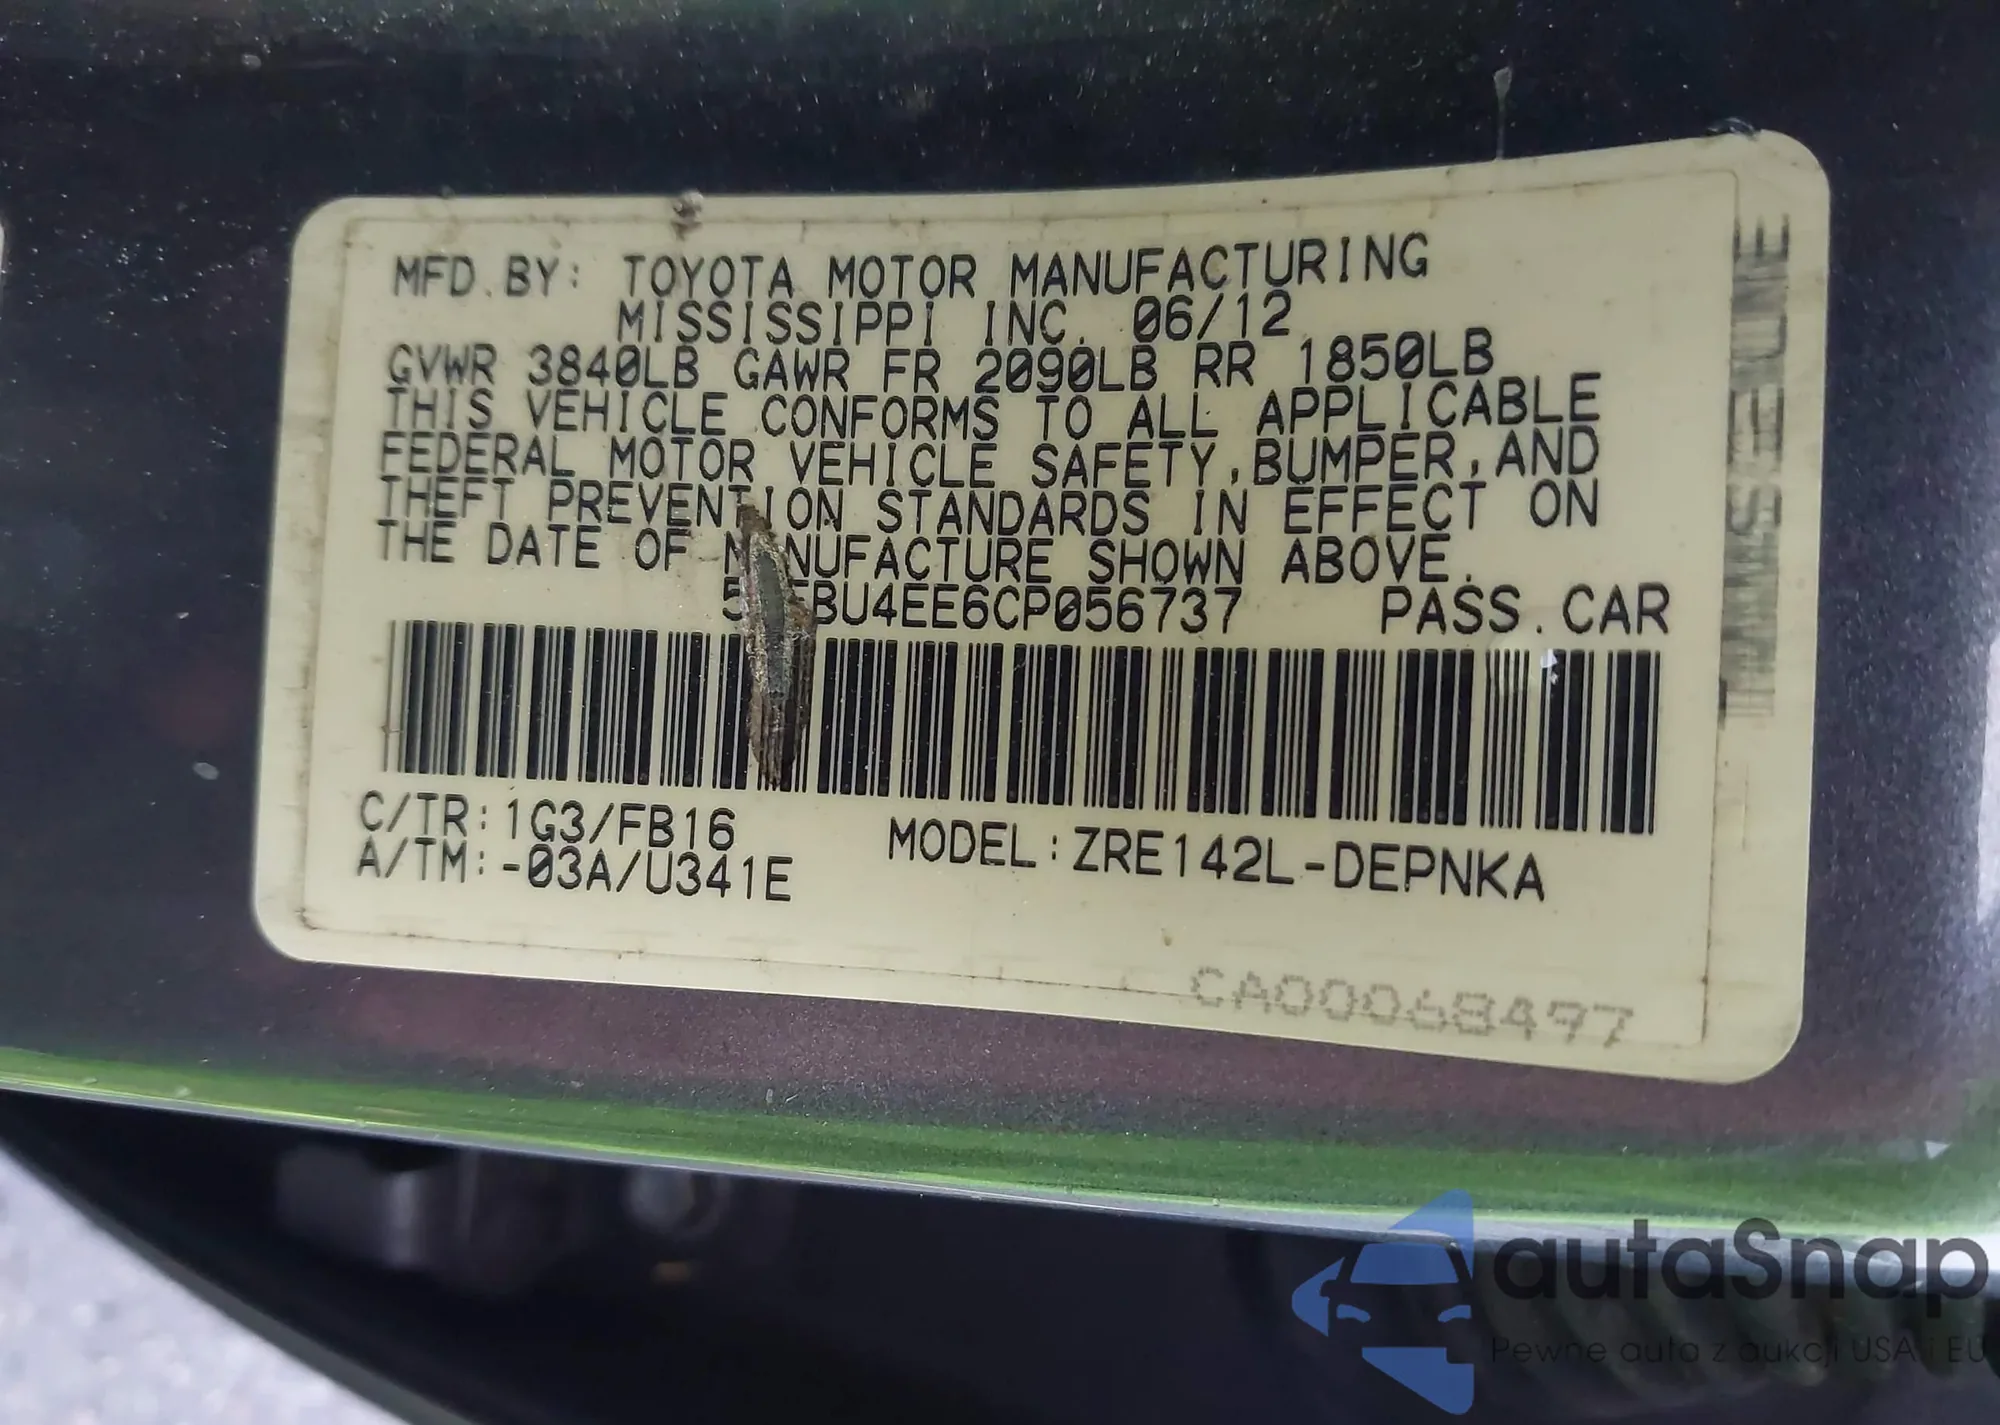 MFD. BY: TOYOTA MOTOR MANUFACTURING
MISSISSIPPI INC. 06/12
GVWR 3840LB GAWR FR 2090LB RR 1850LB
THIS VEHICLE CONFORMS TO ALL APPLICABLE
FEDERAL MOTOR VEHICLE SAFETY, BUMPER, AND
THEFT PREVENTION STANDARDS IN EFFECT ON
THE DATE OF MANUFACTURE SHOWN ABOVE.
PASS. CAR
C/TR: 1G3/FB16
A/TM: -03A/U341E
MODEL: ZRE142L-DEPNKA
CA00068497
autaSnap
Pewne auta z aukcji USA i EU